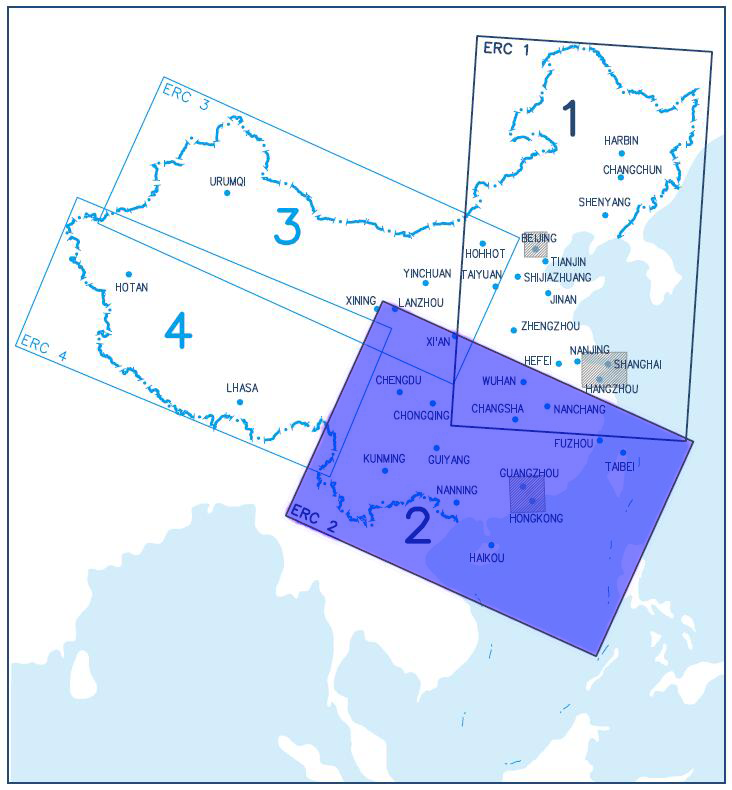 ERC 1
1
ERC 3
HARBIN
CHANGCHUN
URUMQI
SHENYANG
3
BEIJING
HOHHOT
TIANJIN
YINCHUAN
TAIYUAN
SHIJIAZHUANG
HOTAN
XINING
LANZHOU
JINAN
4
ZHENGZHOU
ERC 4
XI'AN
NANJING
HEFEI
SHANGHAI
CHENGDU
WUHAN
HANGZHOU
LHASA
CHONGQING
CHANGSHA
NANCHANG
FUZHOU
KUNMING
GUIYANG
TAIBEI
GUANGZHOU
NANNING
ERC 2
2
HONGKONG
HAIKOU